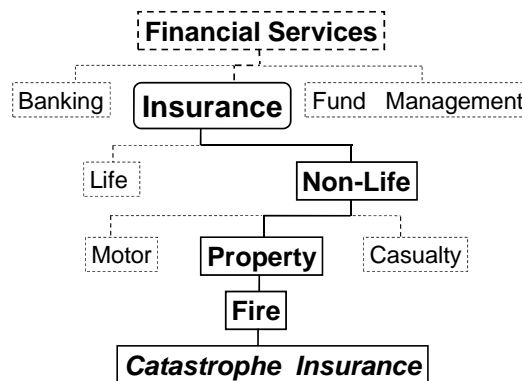 Financial Services
Banking
Insurance
Fund Management
Life
Non-Life
Motor
Property
Casualty
Fire
Catastrophe Insurance